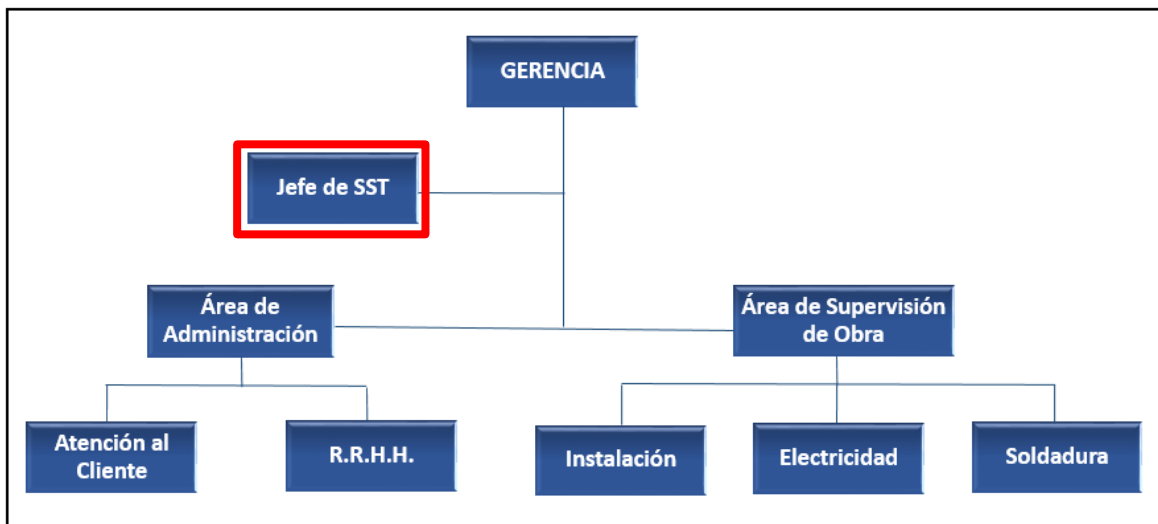 GERENCIA
Jefe de SST
Área de
Administración
Área de Supervisión
de Obra
Atención al
Cliente
R.R.H.H.
Instalación
Electricidad
Soldadura